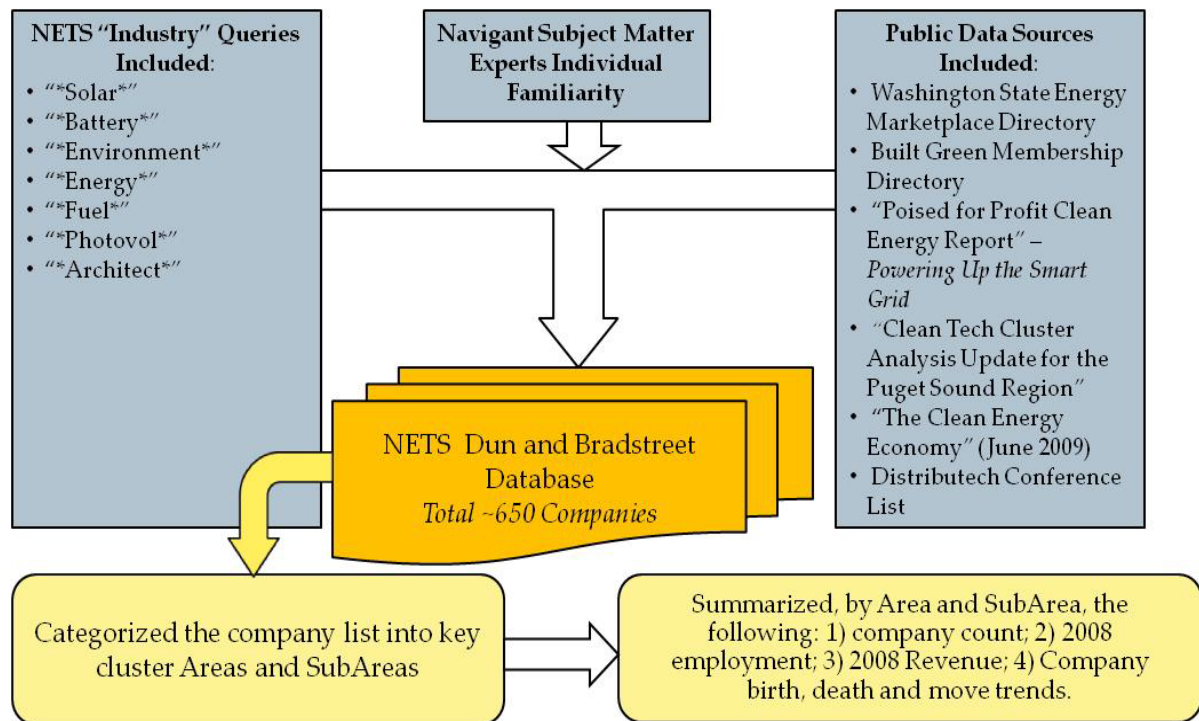 NETS “Industry” Queries
Included:
• “*Solar*”
• “*Battery*”
• “*Environment*”
• “*Energy*”
• “*Fuel*”
• “*Photovol*”
• “*Architect*”
Navigant Subject Matter
Experts Individual
Familiarity
Public Data Sources
Included:
• Washington State Energy
Marketplace Directory
• Built Green Membership
Directory
• “Poised for Profit Clean
Energy Report” –
Powering Up the Smart
Grid
• “Clean Tech Cluster
Analysis Update for the
Puget Sound Region”
• “The Clean Energy
Economy” (June 2009)
• Distributech Conference
List
NETS Dun and Bradstreet
Database
Total ~650 Companies
Categorized the company list into key
cluster Areas and SubAreas
Summarized, by Area and SubArea, the
following: 1) company count; 2) 2008
employment; 3) 2008 Revenue; 4) Company
birth, death and move trends.